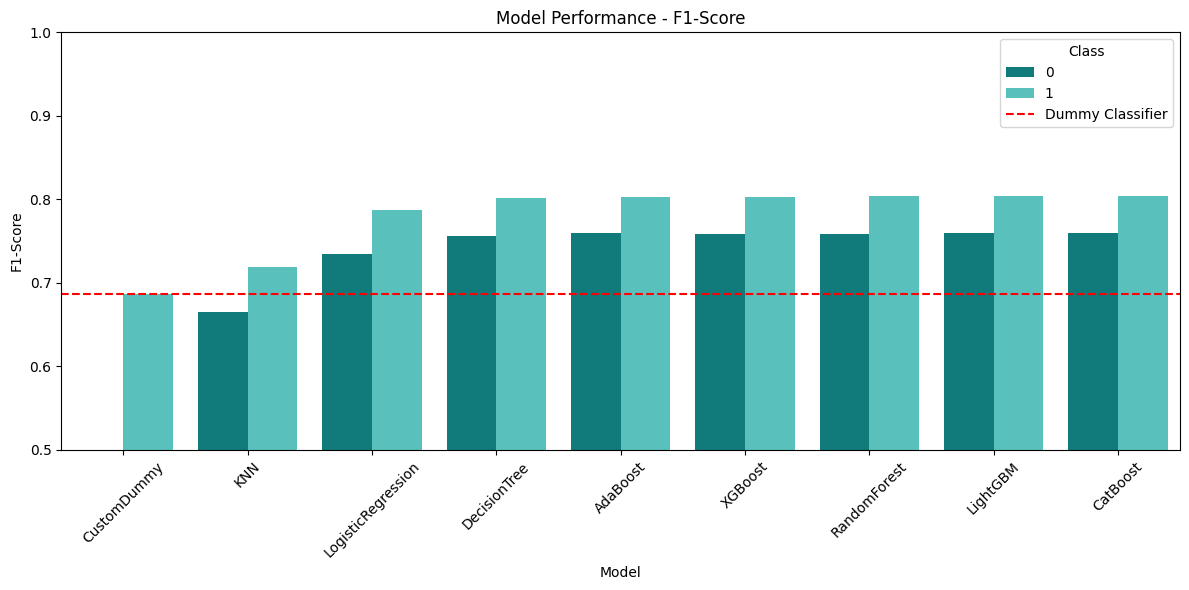 Model Performance - F1-Score
1.0
0.9
0.8
0.7
0.6
0.5
F1-Score
Class
0
1
Dummy Classifier
CustomDummy
KNN
LogisticRegression
DecisionTree
AdaBoost
XGBoost
RandomForest
LightGBM
CatBoost
Model